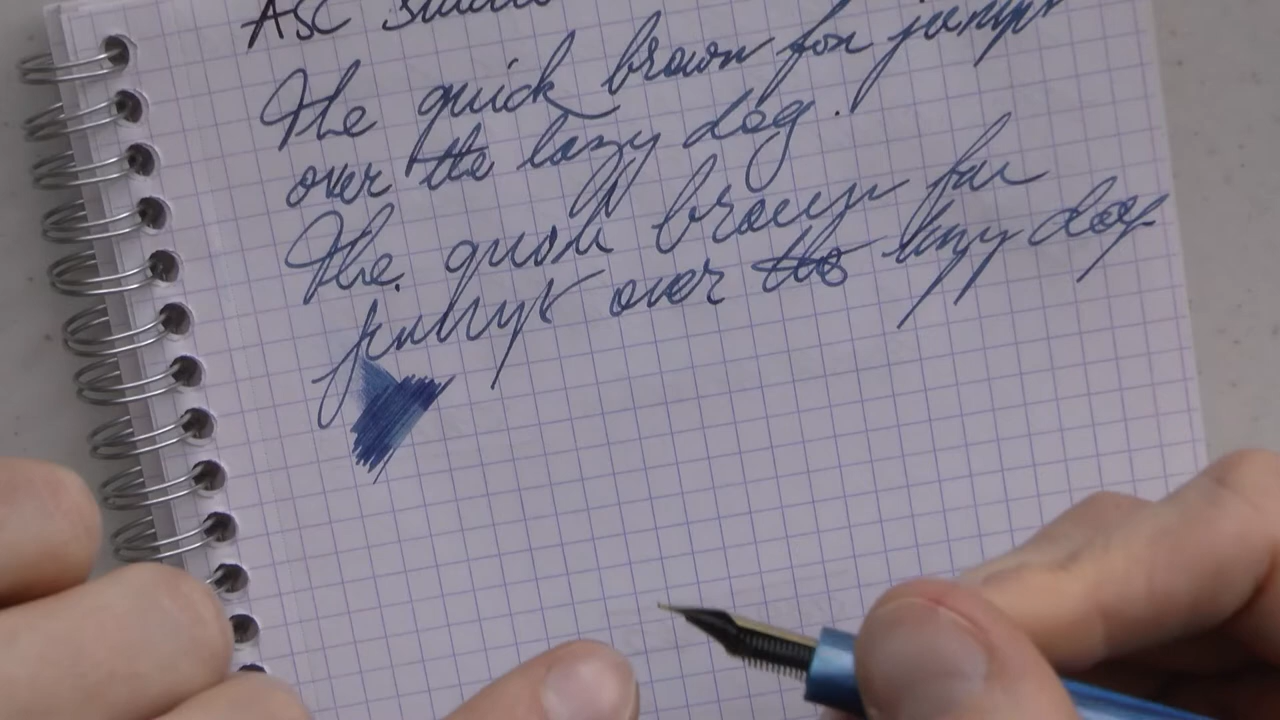 ASC
The quick brown fox jumps
over the lazy dog.
The quick brown fox
jumps over the lazy dog